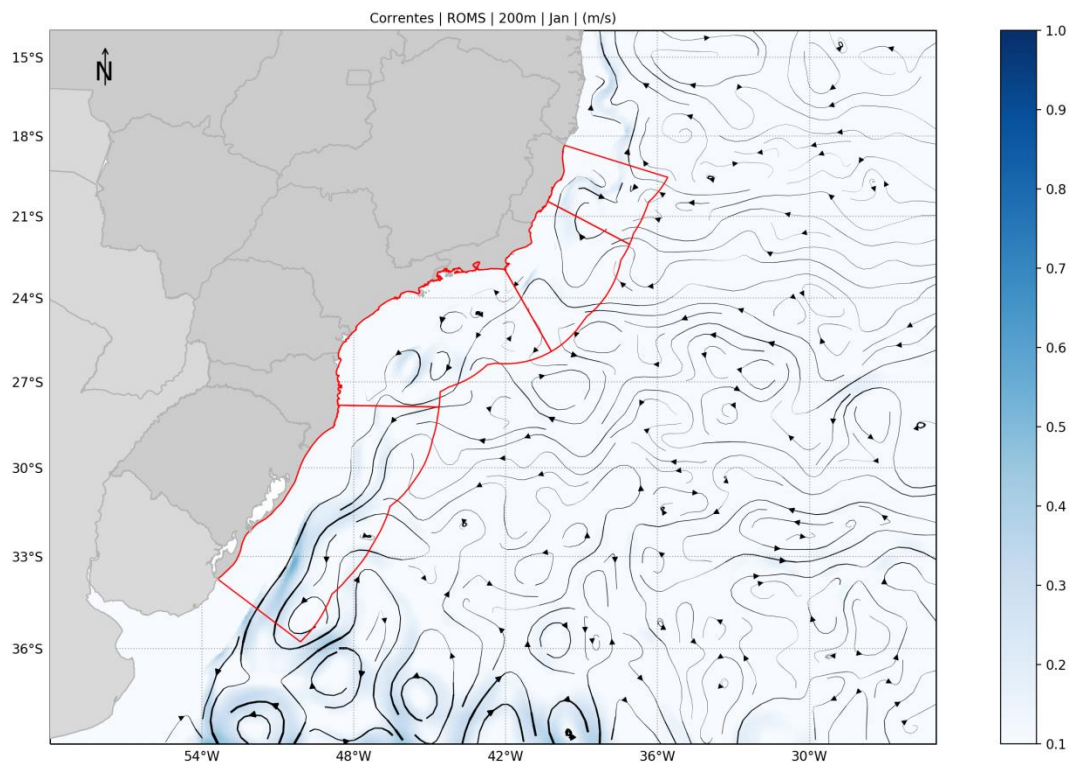 Correntes | ROMS | 200m | Jan | (m/s)
N
15°S
18°S
21°S
24°S
27°S
30°S
33°S
36°S
54°W
48°W
42°W
36°W
30°W
1.0
0.9
0.8
0.7
0.6
0.5
0.4
0.3
0.2
0.1